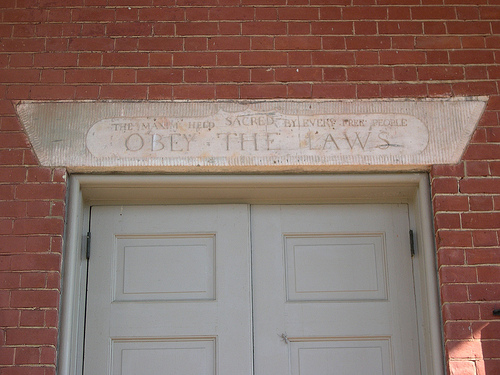 THE MAXIM HELD SACRED BY EVERY FREE PEOPLE
OBEY THE LAWS